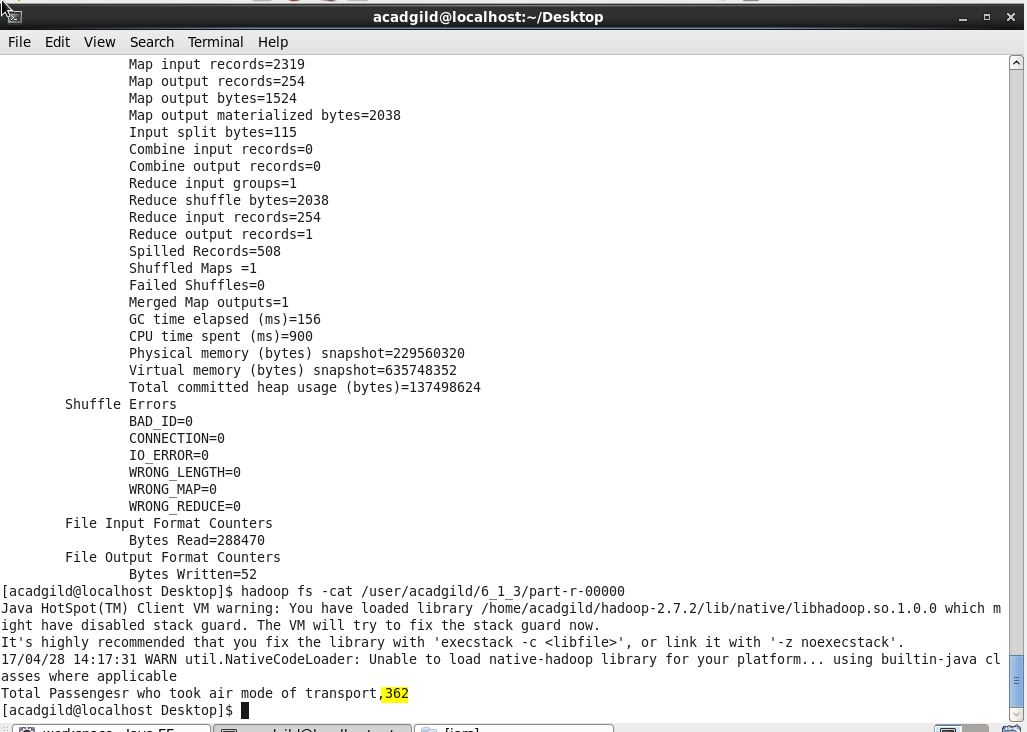 acadgild@localhost:~/Desktop
File Edit View Search Terminal Help
Map input records=2319
Map output records=254
Map output bytes=1524
Map output materialized bytes=2038
Input split bytes=115
Combine input records=0
Combine output records=0
Reduce input groups=1
Reduce shuffle bytes=2038
Reduce input records=254
Reduce output records=1
Spilled Records=508
Shuffled Maps =1
Failed Shuffles=0
Merged Map outputs=1
GC time elapsed (ms)=156
CPU time spent (ms)=900
Physical memory (bytes) snapshot=229560320
Virtual memory (bytes) snapshot=635748352
Total committed heap usage (bytes)=137498624
Shuffle Errors
BAD_ID=0
CONNECTION=0
IO_ERROR=0
WRONG_LENGTH=0
WRONG_MAP=0
WRONG_REDUCE=0
File Input Format Counters
Bytes Read=288470
File Output Format Counters
Bytes Written=52
[acadgild@localhost Desktop]$ hadoop fs -cat /user/acadgild/6_1_3/part-r-00000
Java HotSpot(TM) Client VM warning: You have loaded library /home/acadgild/hadoop-2.7.2/lib/native/libhadoop.so.1.0.0 which m
ight have disabled stack guard. The VM will try to fix the stack guard now.
It's highly recommended that you fix the library with 'execstack -c <libfile>', or link it with '-z noexecstack'.
17/04/28 14:17:31 WARN util.NativeCodeLoader: Unable to load native-hadoop library for your platform... using builtin-java cl
asses where applicable
Total Passengesr who took air mode of transport,362
[acadgild@localhost Desktop]$